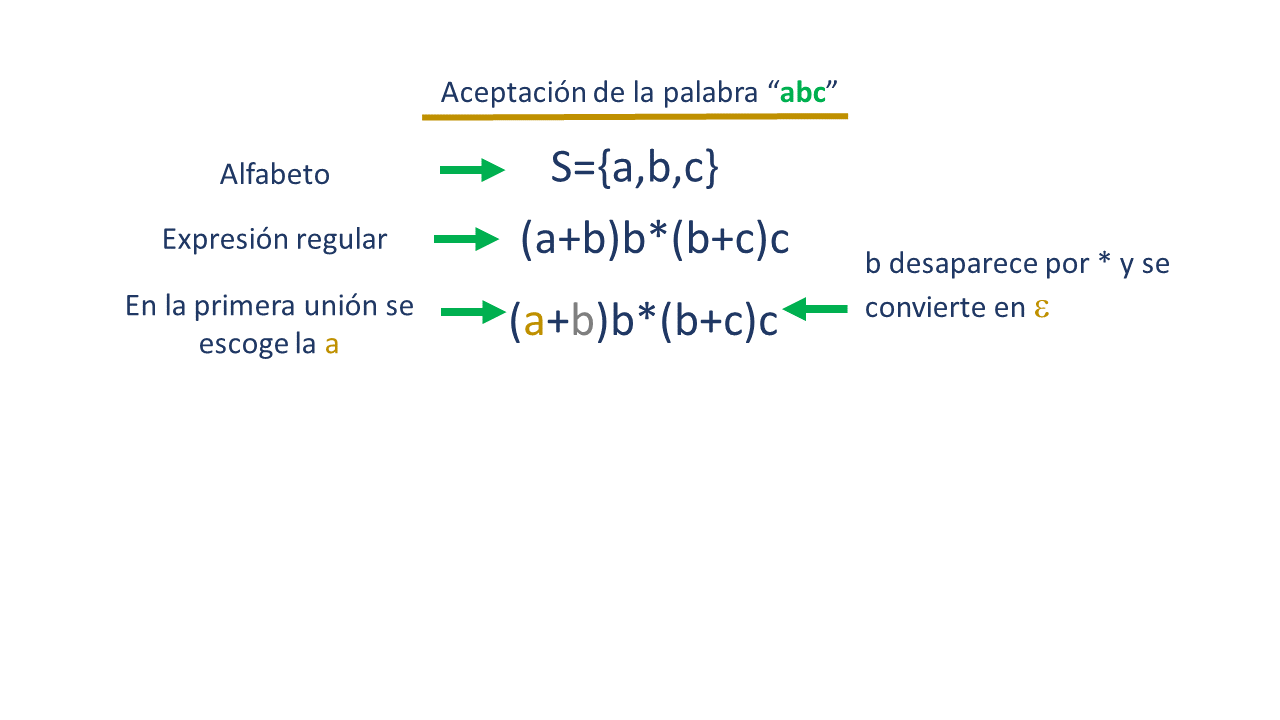 Aceptación de la palabra “abc”
Alfabeto
S={a,b,c}
Expresión regular
(a+b)b*(b+c)c
En la primera unión se
escoge la a
(a+b)b*(b+c)c
b desaparece por * y se
convierte en ε